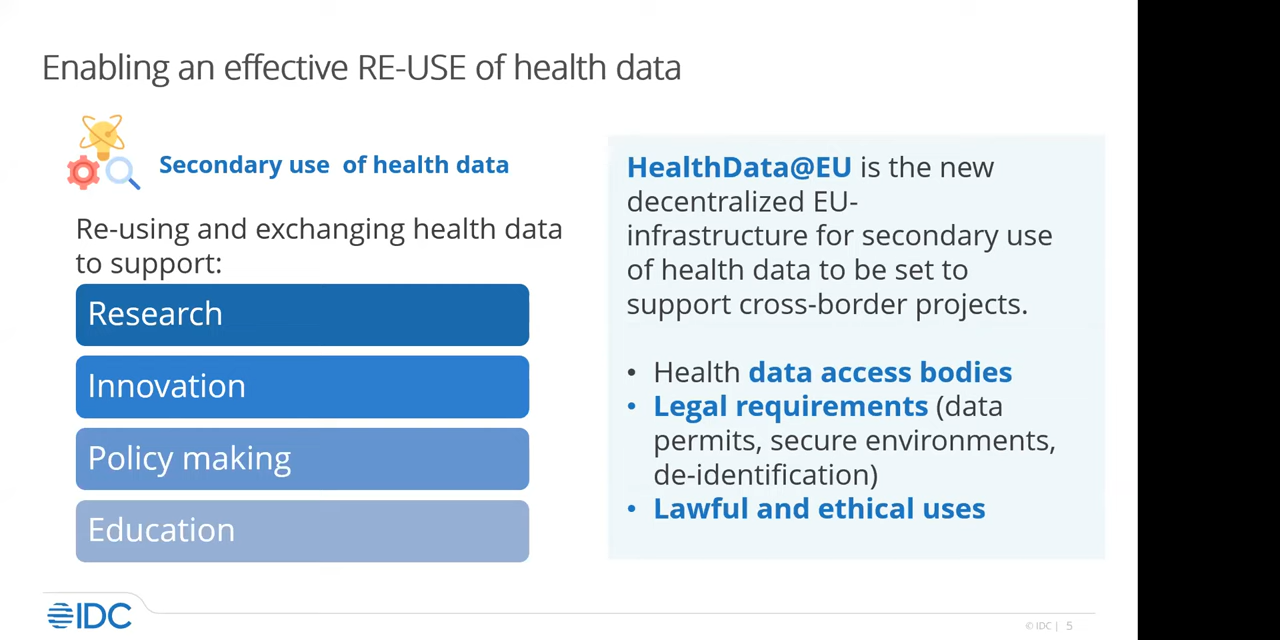 Enabling an effective RE-USE of health data
Secondary use of health data
Re-using and exchanging health data
to support:
Research
Innovation
Policy making
Education
HealthData@EU is the new
decentralized EU-
infrastructure for secondary use
of health data to be set to
support cross-border projects.
• Health data access bodies
• Legal requirements (data
permits, secure environments,
de-identification)
• Lawful and ethical uses
IDC
© IDC | 5